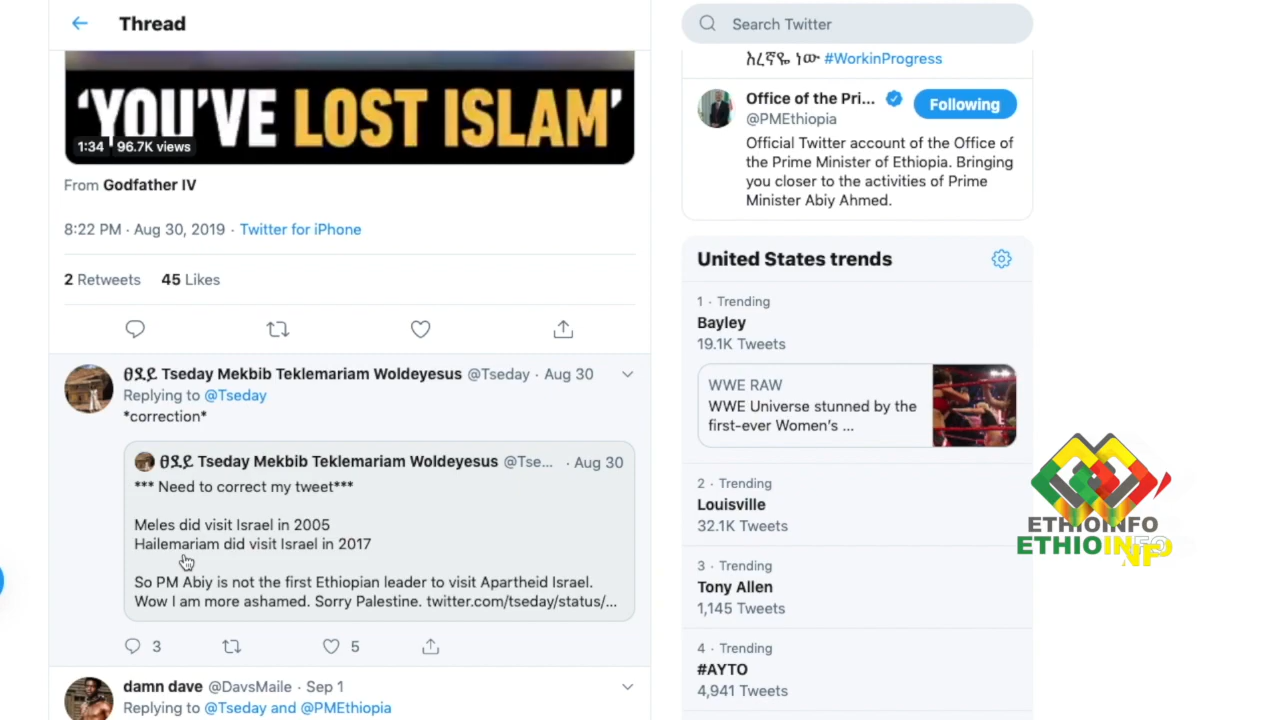 Thread
'YOU'VE LOST ISLAM'
1:34 96.7K views
From Godfather IV
8:22 PM · Aug 30, 2019 · Twitter for iPhone
2 Retweets 45 Likes
ፀዴይ Tseday Mekbib Teklemariam Woldeyesus @Tseday · Aug 30
Replying to @Tseday
*correction*
ፀዴይ Tseday Mekbib Teklemariam Woldeyesus @Tse... · Aug 30
*** Need to correct my tweet***
Meles did visit Israel in 2005
Hailemariam did visit Israel in 2017
So PM Abiy is not the first Ethiopian leader to visit Apartheid Israel.
Wow I am more ashamed. Sorry Palestine. twitter.com/tseday/status/...
3 5
damn dave @DavsMaile · Sep 1
Replying to @Tseday and @PMEthiopia
Search Twitter
እረኛዬ ነው #WorkinProgress
Office of the Pri... Following
@PMEthiopia
Official Twitter account of the Office of
the Prime Minister of Ethiopia. Bringing
you closer to the activities of Prime
Minister Abiy Ahmed.
United States trends
1 · Trending
Bayley
19.1K Tweets
WWE RAW
WWE Universe stunned by the
first-ever Women's ...
2 · Trending
Louisville
32.1K Tweets
3 · Trending
Tony Allen
1,145 Tweets
4 · Trending
#AYTO
4,941 Tweets
ETHIOINFO
ETHIOINFO